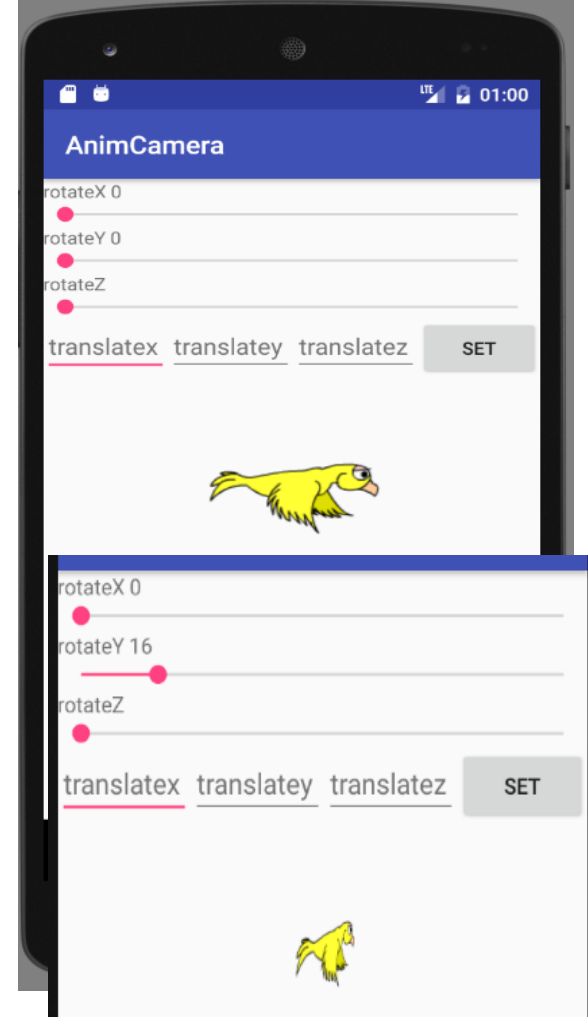 LTE 01:00
AnimCamera
rotateX 0
rotateY 0
rotateZ
translatex translatey translatez SET
rotateX 0
rotateY 16
rotateZ
translatex translatey translatez SET